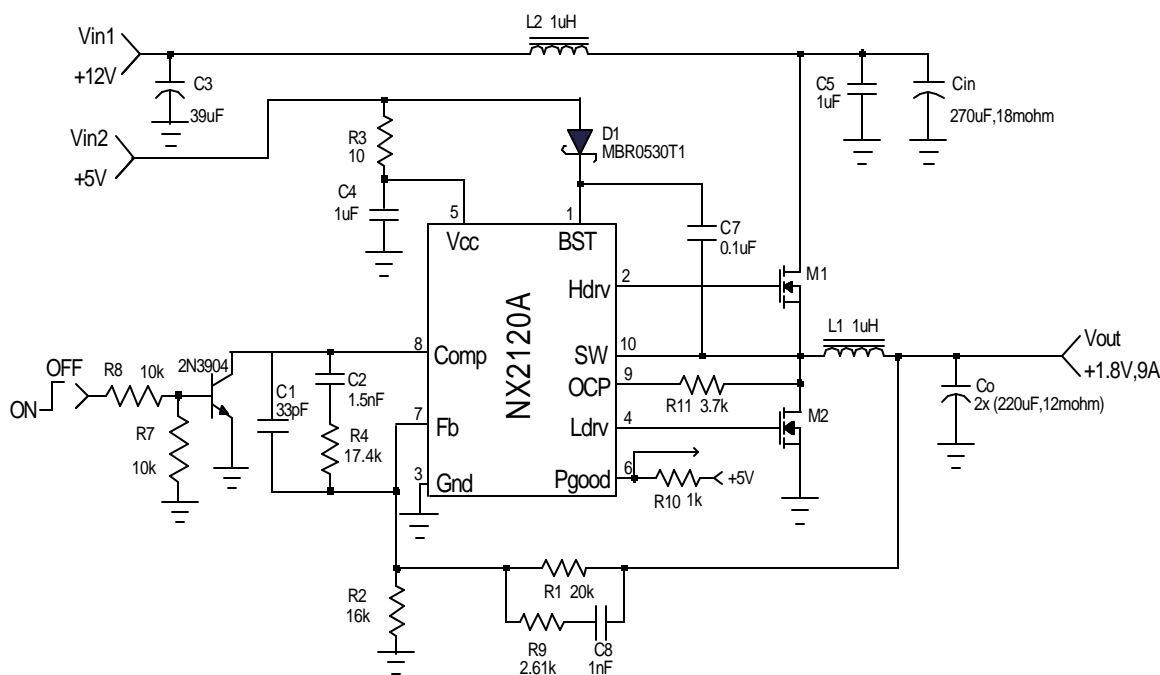 L2 1uH
Vin1
+12V
C3
39uF
C5
1uF
Cin
270uF,18mohm
Vin2
+5V
R3
10
D1
MBR0530T1
C4
1uF
5
1
Vcc
BST
C7
0.1uF
NX2120A
Hdrv
2
M1
L1 1uH
Vout
+1.8V,9A
8
Comp
SW
10
OCP
9
R11 3.7k
Co
2x (220uF,12mohm)
OFF
ON
R8
10k
2N3904
C1
33pF
C2
1.5nF
7
Fb
Ldrv
4
M2
R7
10k
R4
17.4k
3
Gnd
Pgood
6
R10 1k
+5V
R2
16k
R1 20k
R9
2.61k
C8
1nF